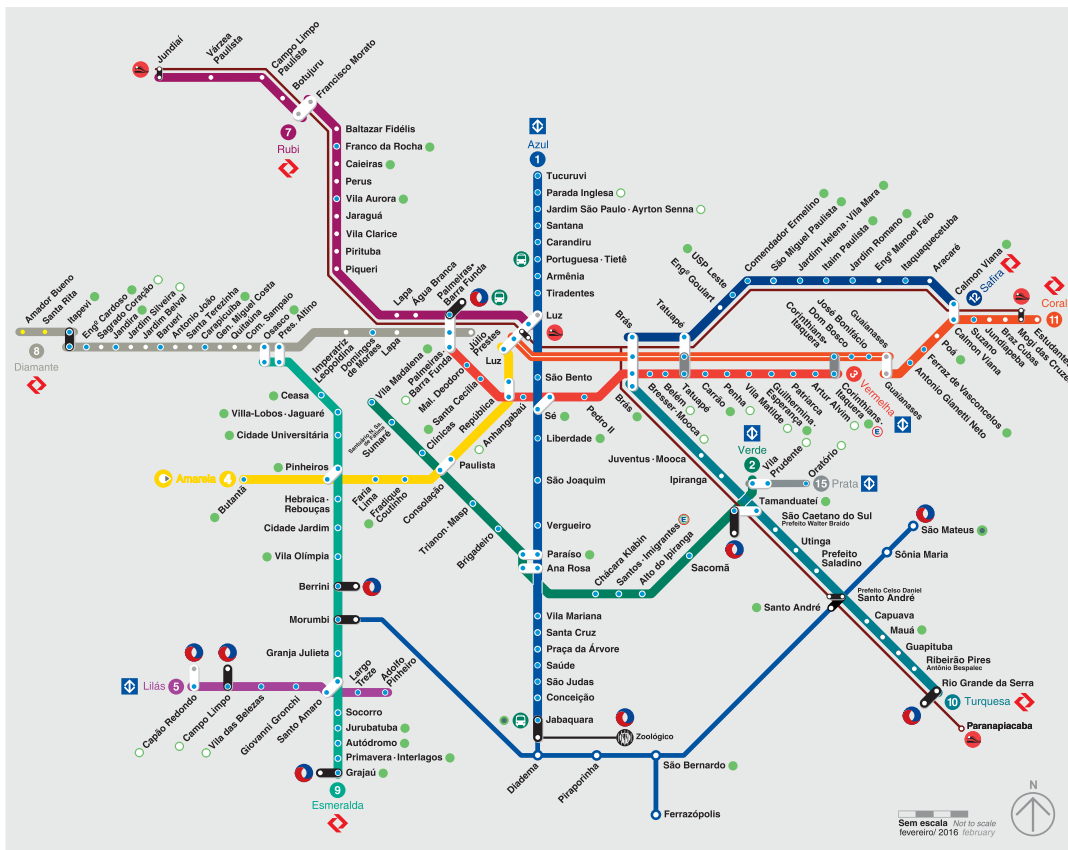 Jundiaí
Várzea
Paulista
Campo Limpo
Paulista
Botujuru
Francisco Morato
7
Rubi
Baltazar Fidélis
Franco da Rocha
Caieiras
Perus
Vila Aurora
Jaraguá
Vila Clarice
Pirituba
Piqueri
Lapa
Água Branca
Palmeiras-
Barra Funda
Luz
Azul
1
Tucuruvi
Parada Inglesa
Jardim São Paulo · Ayrton Senna
Santana
Carandiru
Portuguesa · Tietê
Armênia
Tiradentes
Luz
São Bento
Sé
Liberdade
São Joaquim
Vergueiro
Paraíso
Ana Rosa
Vila Mariana
Santa Cruz
Praça da Árvore
Saúde
São Judas
Conceição
Jabaquara
Zoológico
Diadema
Piraporinha
São Bernardo
Ferrazópolis
Amador Bueno
Santa Rita
Itapevi
Engº Cardoso
Sagrado Coração
Jandira
Jardim Silveira
Jardim Belval
Barueri
Antonio João
Santa Terezinha
Carapicuíba
Gen. Miguel Costa
Quitaúna
Com. Sampaio
Osasco
Pres. Altino
8
Diamante
Imperatriz
Leopoldina
Domingos
de Moraes
Lapa
Palmeiras-
Barra Funda
Júlio
Prestes
Ceasa
Villa-Lobos · Jaguaré
Cidade Universitária
Pinheiros
Hebraica ·
Rebouças
Cidade Jardim
Vila Olímpia
Berrini
Morumbi
Granja Julieta
Santo Amaro
Socorro
Jurubatuba
Autódromo
Primavera · Interlagos
Grajaú
9
Esmeralda
Lilás 5
Capão Redondo
Campo Limpo
Vila das Belezas
Giovanni Gronchi
Largo
Treze
Adolfo
Pinheiro
Amarela 4
Butantã
Faria
Lima
Fradique
Coutinho
Paulista
República
Luz
Vila Madalena
Santuário N. Sa.
de Fátima
Sumaré
Clínicas
Consolação
Trianon · Masp
Brigadeiro
Chácara Klabin
Santos · Imigrantes
E
Alto do Ipiranga
Sacomã
Tamanduateí
Verde
2
Vila
Prudente
Oratório
15 Prata
Mal. Deodoro
Santa Cecília
Anhangabaú
Pedro II
Brás
Bresser · Mooca
Belém
Tatuapé
Carrão
Penha
Vila Matilde
Guilhermina ·
Esperança
Patriarca
Artur Alvim
Corinthians ·
Itaquera
E
3
Vermelha
Brás
Tatuapé
Engº Goulart
USP Leste
Comendador Ermelino
São Miguel Paulista
Jardim Helena · Vila Mara
Itaim Paulista
Jardim Romano
Engº Manoel Feio
Itaquaquecetuba
Aracaré
Calmon Viana
12
Safira
Corinthians-
Itaquera
Dom Bosco
José Bonifácio
Guaianases
Guaianases
Antonio Gianetti Neto
Ferraz de Vasconcelos
Poá
Calmon Viana
Suzano
Jundiapeba
Braz Cubas
Mogi das Cruzes
Estudantes
Coral
11
Juventus · Mooca
Ipiranga
São Caetano do Sul
Prefeito Walter Braido
Utinga
Prefeito
Saladino
Prefeito Celso Daniel
Santo André
Capuava
Mauá
Guapituba
Ribeirão Pires
Antônio Bespalec
Rio Grande da Serra
10 Turquesa
Paranapiacaba
São Mateus
Sônia Maria
Santo André
N
Sem escala Not to scale
fevereiro/ 2016 february